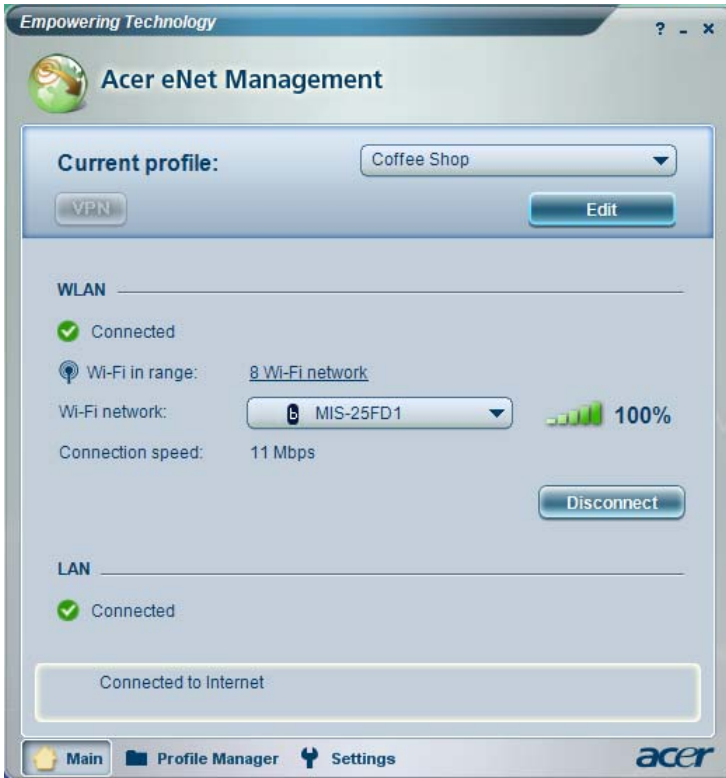 Empowering Technology
? - x
Acer eNet Management
Current profile: Coffee Shop
VPN Edit
WLAN
Connected
Wi-Fi in range: 8 Wi-Fi network
Wi-Fi network: b MIS-25FD1 100%
Connection speed: 11 Mbps
Disconnect
LAN
Connected
Connected to Internet
Main Profile Manager Settings acer